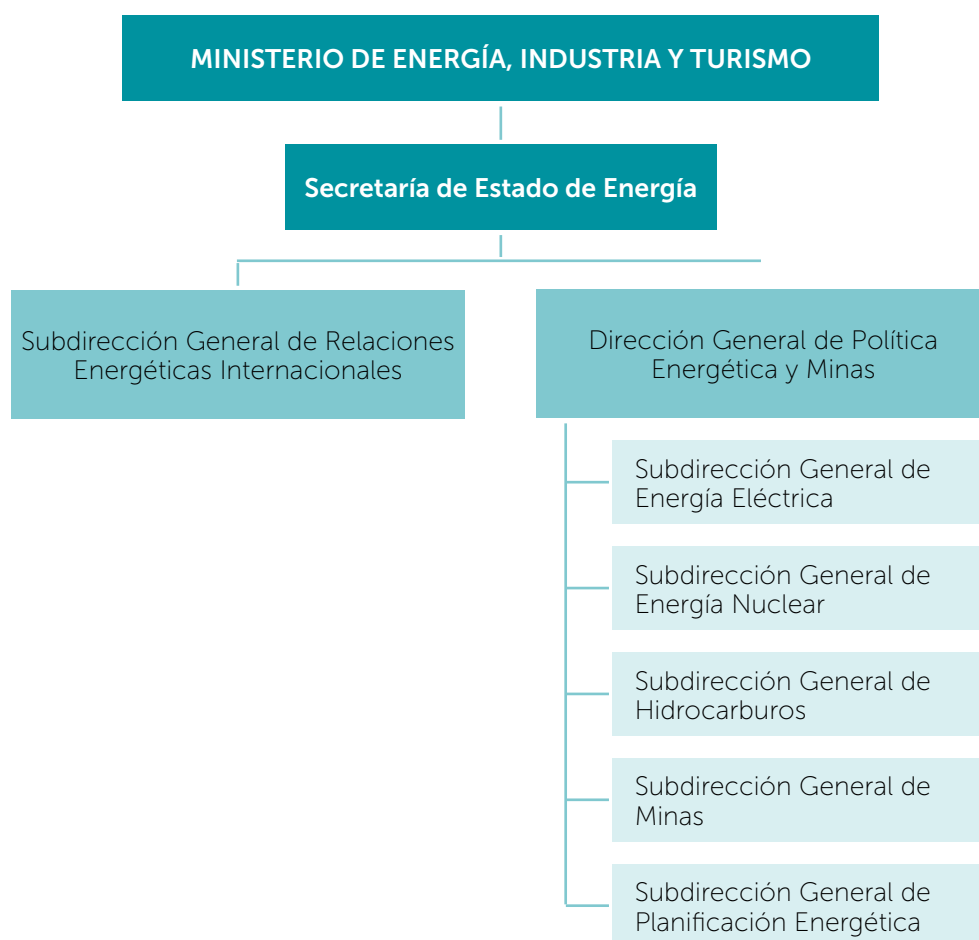 MINISTERIO DE ENERGÍA, INDUSTRIA Y TURISMO
Secretaría de Estado de Energía
Subdirección General de Relaciones
Energéticas Internacionales
Dirección General de Política
Energética y Minas
Subdirección General de
Energía Eléctrica
Subdirección General de
Energía Nuclear
Subdirección General de
Hidrocarburos
Subdirección General de
Minas
Subdirección General de
Planificación Energética